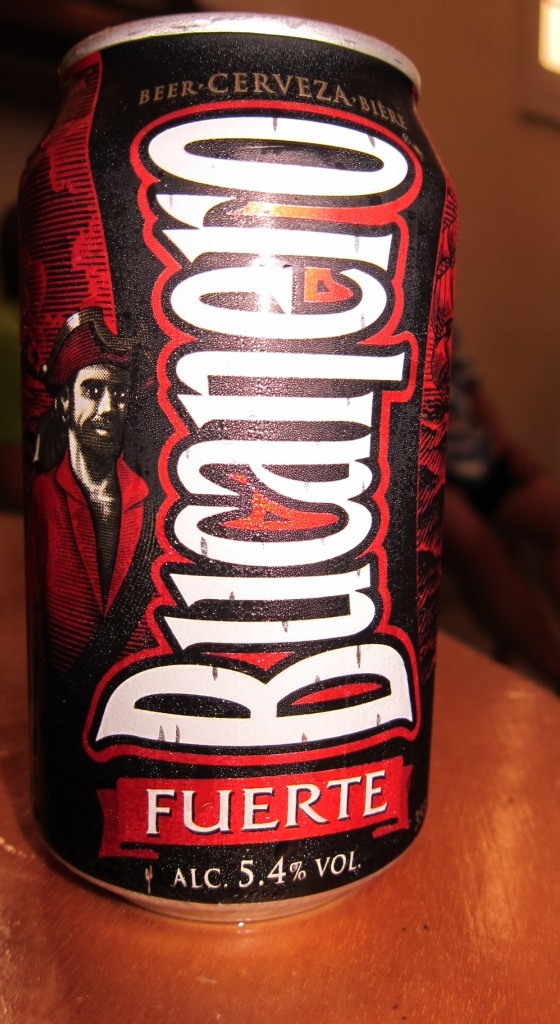 BEER·CERVEZA·BIÈRE
Bucanero
FUERTE
ALC. 5.4% VOL.